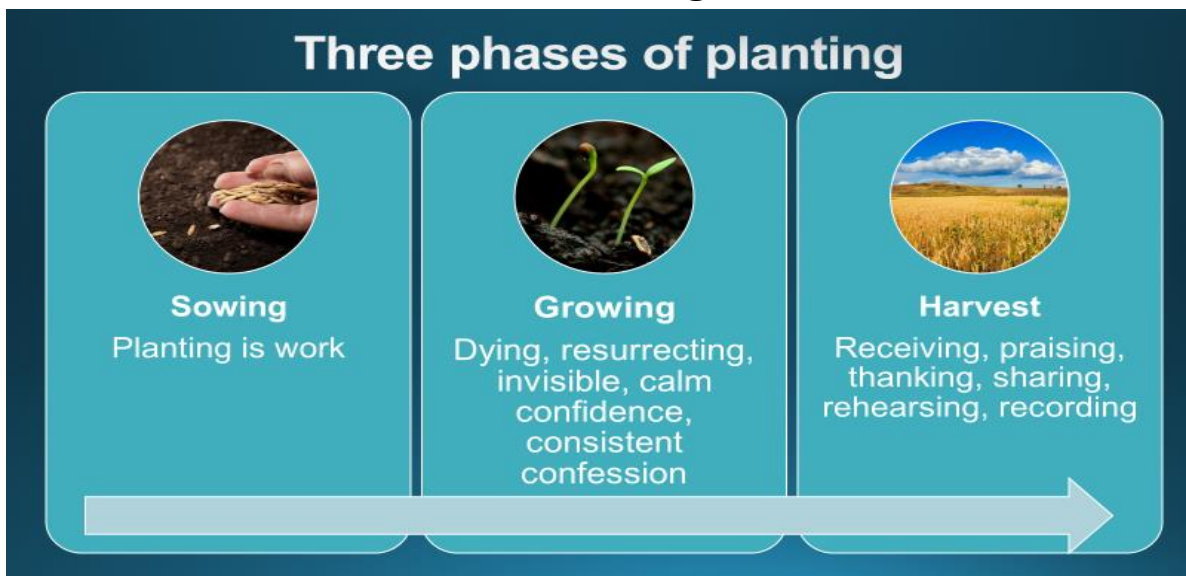 Three phases of planting
Sowing
Planting is work
Growing
Dying, resurrecting,
invisible, calm
confidence,
consistent
confession
Harvest
Receiving, praising,
thanking, sharing,
rehearsing, recording